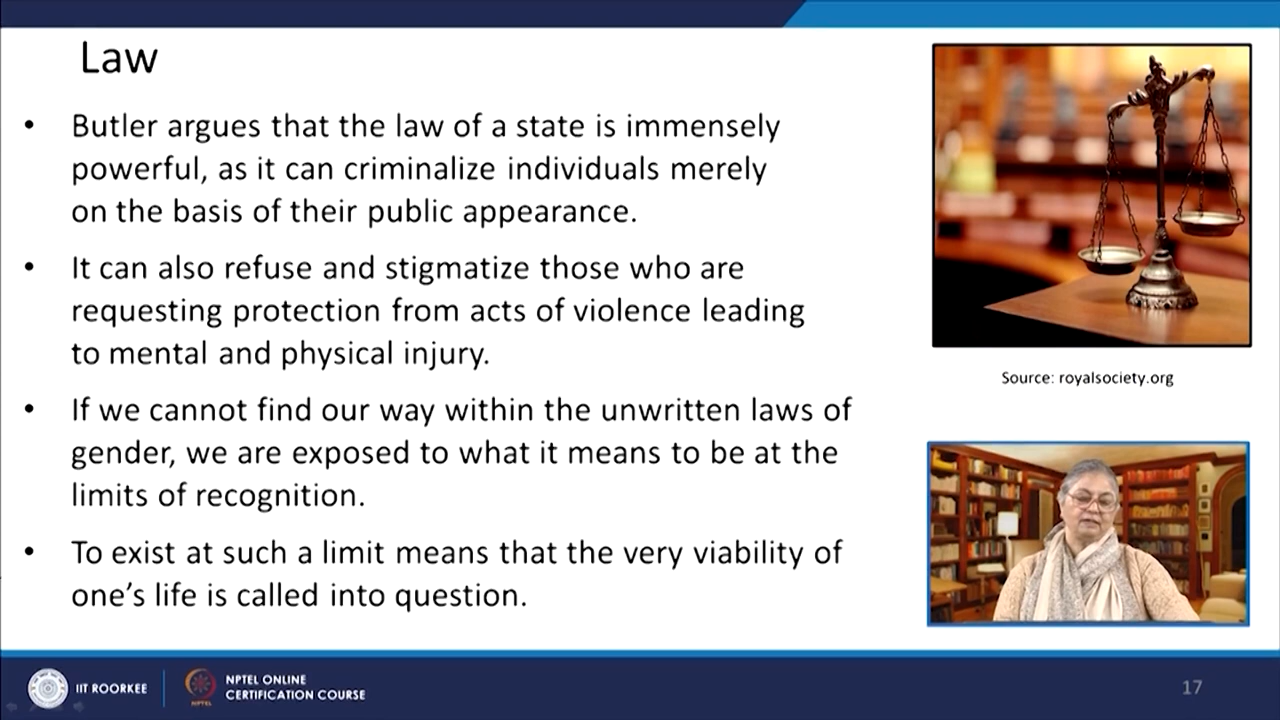 Law
• Butler argues that the law of a state is immensely
powerful, as it can criminalize individuals merely
on the basis of their public appearance.
• It can also refuse and stigmatize those who are
requesting protection from acts of violence leading
to mental and physical injury.
• If we cannot find our way within the unwritten laws of
gender, we are exposed to what it means to be at the
limits of recognition.
• To exist at such a limit means that the very viability of
one’s life is called into question.
Source: royalsociety.org
IIT ROORKEE
NPTEL
NPTEL ONLINE
CERTIFICATION COURSE
17